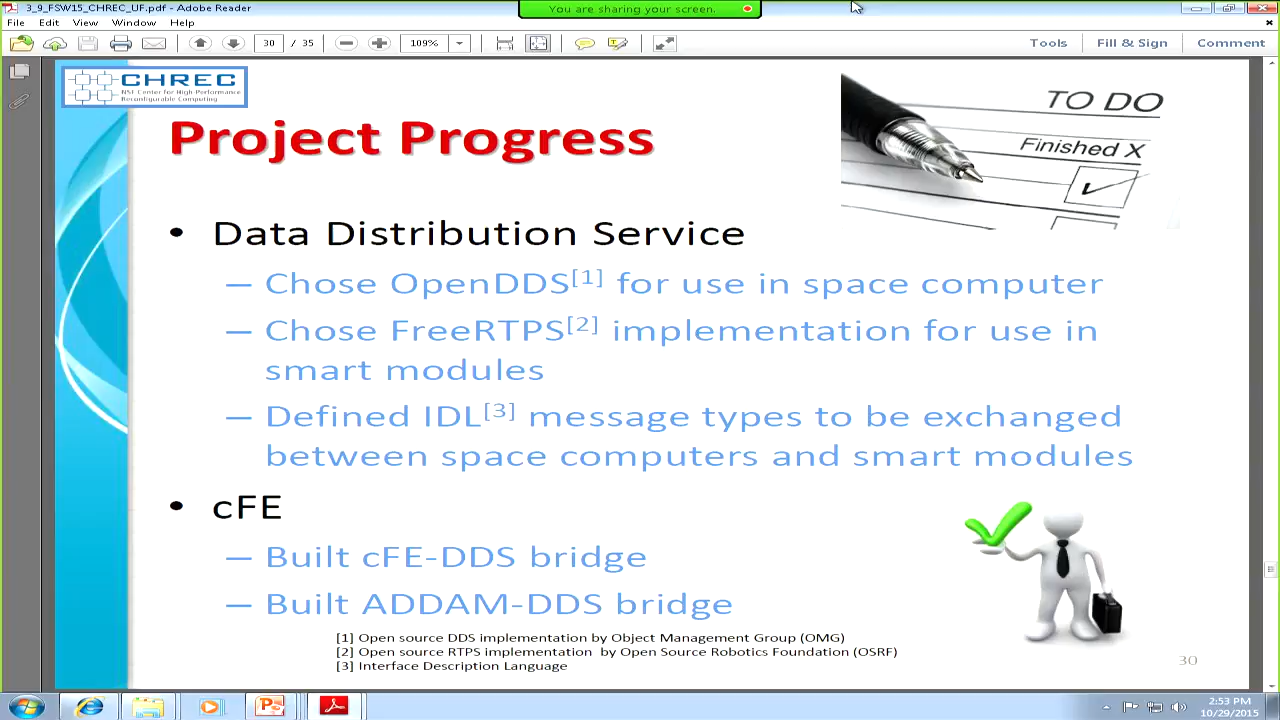 3_9_FSW15_CHREC_UF.pdf - Adobe Reader
You are sharing your screen.
File Edit View Window Help
30 / 35
109%
Tools Fill & Sign Comment
CHREC
NSF Center for High-Performance
Reconfigurable Computing
TO DO
Finished X
Project Progress
• Data Distribution Service
– Chose OpenDDS[1] for use in space computer
– Chose FreeRTPS[2] implementation for use in
smart modules
– Defined IDL[3] message types to be exchanged
between space computers and smart modules
• cFE
– Built cFE-DDS bridge
– Built ADDAM-DDS bridge
[1] Open source DDS implementation by Object Management Group (OMG)
[2] Open source RTPS implementation by Open Source Robotics Foundation (OSRF)
[3] Interface Description Language
30
2:53 PM
10/29/2015